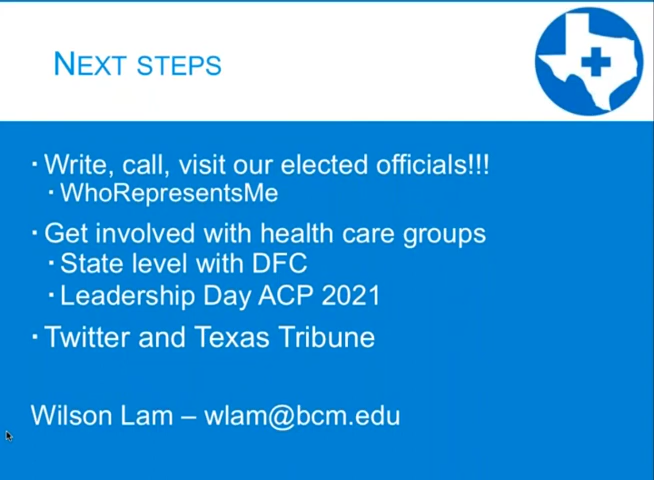 NEXT STEPS
▪ Write, call, visit our elected officials!!!
▪ WhoRepresentsMe
▪ Get involved with health care groups
▪ State level with DFC
▪ Leadership Day ACP 2021
▪ Twitter and Texas Tribune
Wilson Lam – wlam@bcm.edu